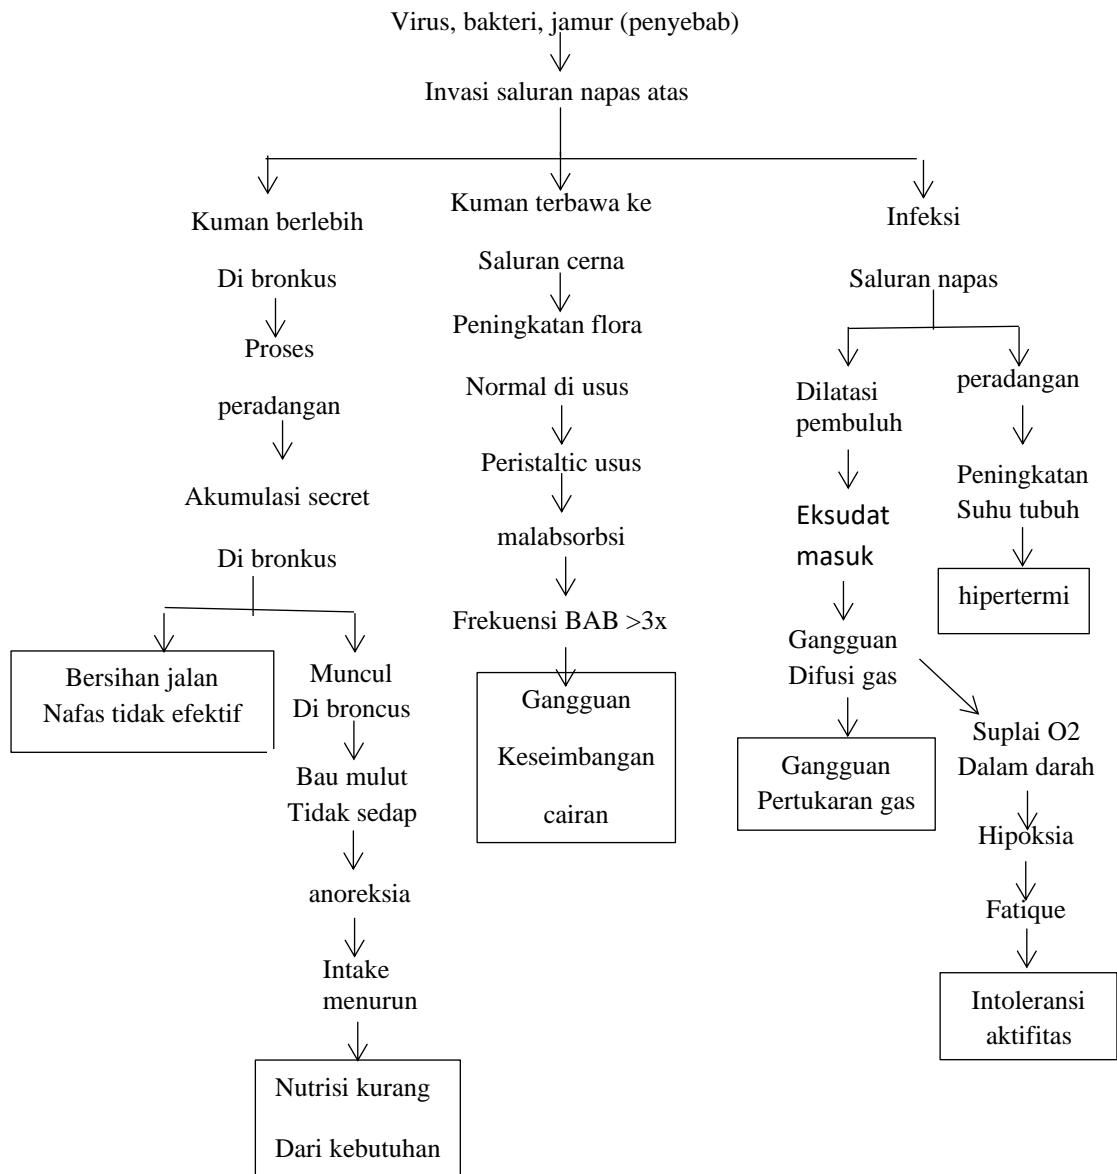 Virus, bakteri, jamur (penyebab)
Invasi saluran napas atas
Kuman berlebih
Di bronkus
Proses
peradangan
Akumulasi secret
Di bronkus
Bersihan jalan
Nafas tidak efektif
Muncul
Di broncus
Bau mulut
Tidak sedap
anoreksia
Intake
menurun
Nutrisi kurang
Dari kebutuhan
Kuman terbawa ke
Saluran cerna
Peningkatan flora
Normal di usus
Peristaltic usus
malabsorbsi
Frekuensi BAB >3x
Gangguan
Keseimbangan
cairan
Infeksi
Saluran napas
Dilatasi
pembuluh
Eksudat
masuk
Gangguan
Difusi gas
Gangguan
Pertukaran gas
Suplai O2
Dalam darah
Hipoksia
Fatique
Intoleransi
aktifitas
peradangan
Peningkatan
Suhu tubuh
hipertermi